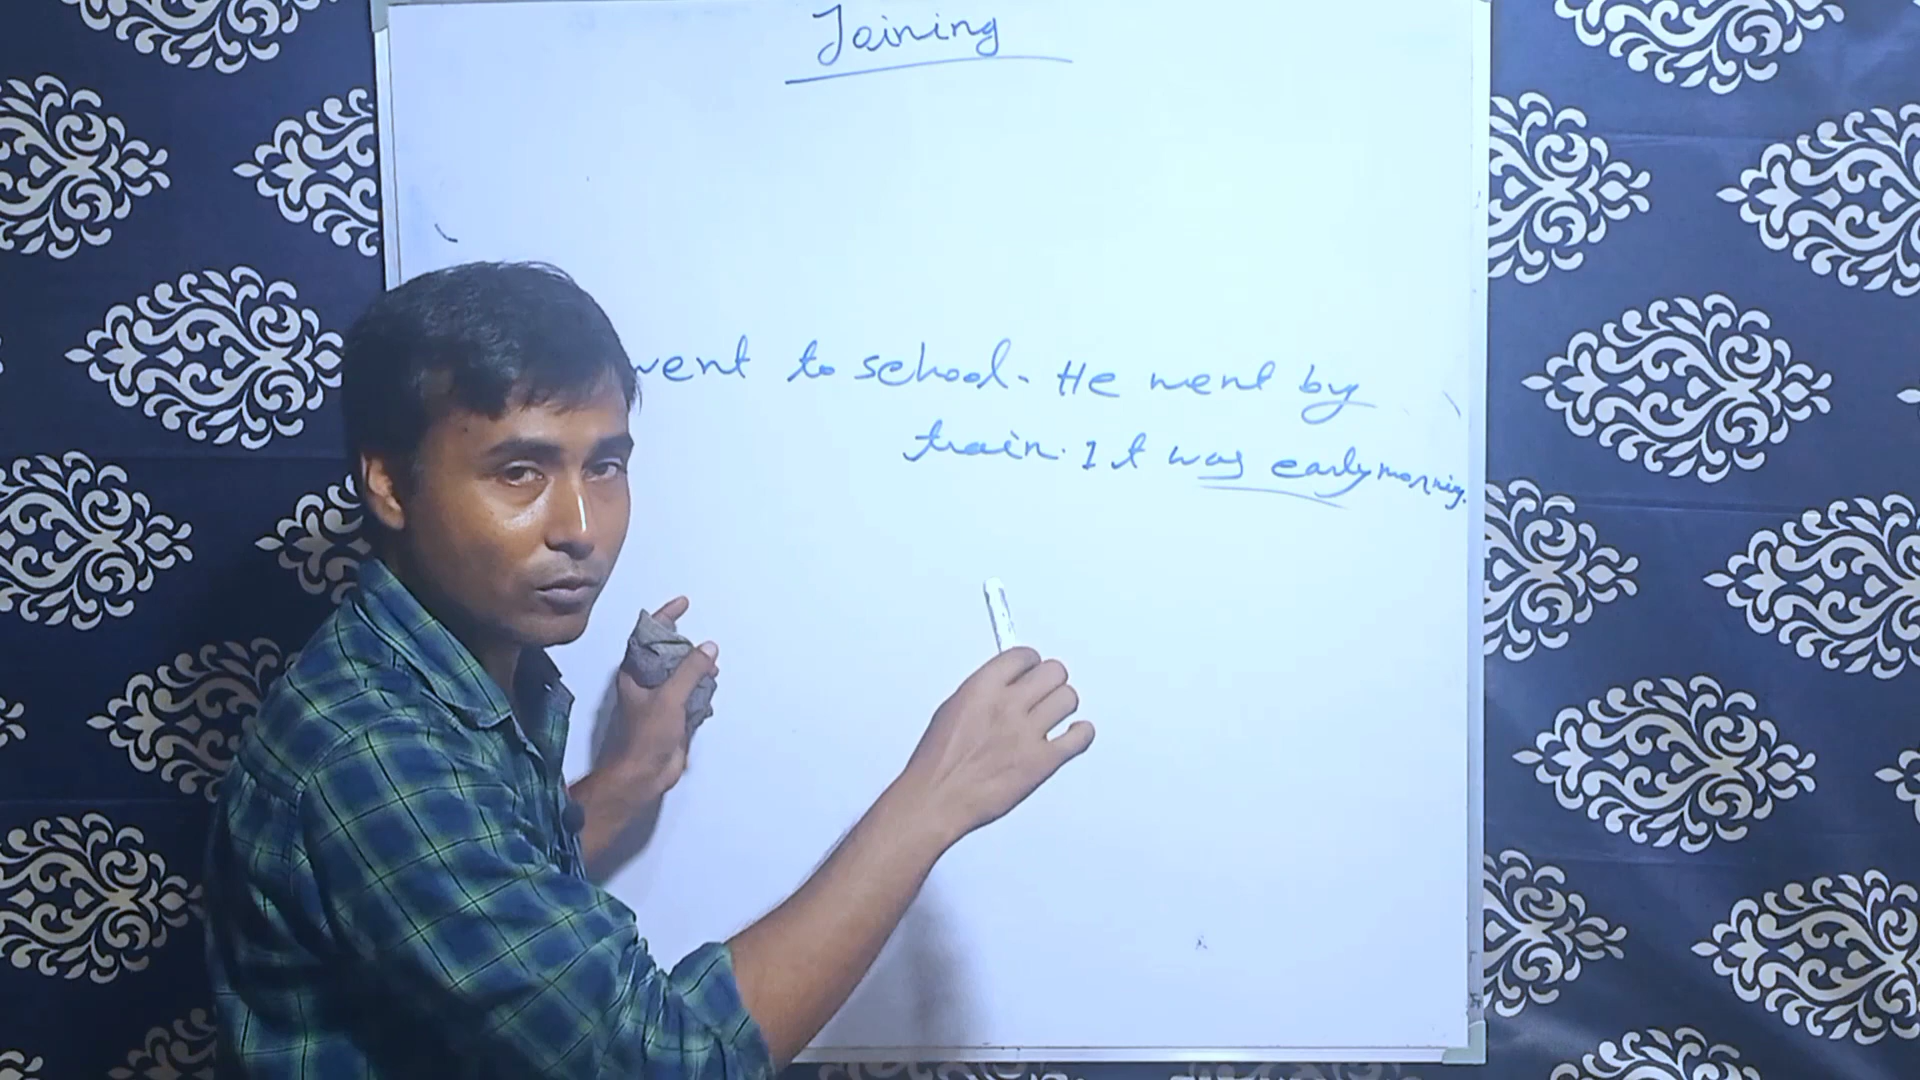 Joining
went to school. He went by
train. It was early morning.